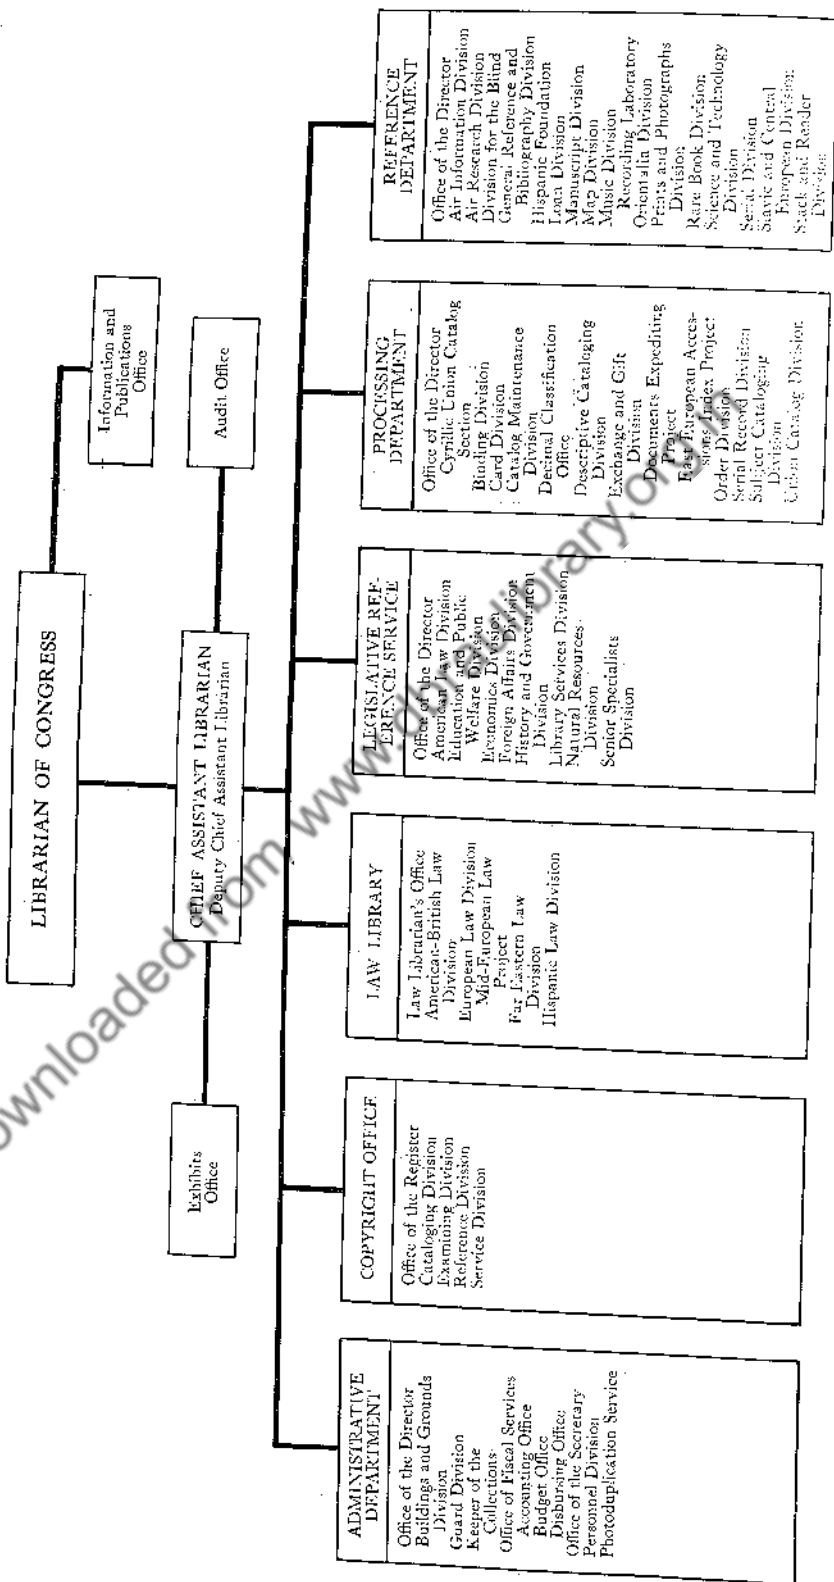 LIBRARIAN OF CONGRESS
Information and
Publications
Office
CHIEF ASSISTANT LIBRARIAN
Deputy Chief Assistant Librarian
Exhibits
Office
Audit Office
ADMINISTRATIVE
DEPARTMENT
Office of the Director
Buildings and Grounds
Division
Guard Division
Keeper of the
Collections
Office of Fiscal Services
Accounting Office
Budget Office
Disbursing Office
Office of the Secretary
Personnel Division
Photoduplication Service
COPYRIGHT OFFICE
Office of the Register
Cataloging Division
Examining Division
Reference Division
Service Division
LAW LIBRARY
Law Librarian's Office
American-British Law
Division
European Law Division
Mid-European Law
Project
Far Eastern Law
Division
Hispanic Law Division
LEGISLATIVE REF-
ERENCE SERVICE
Office of the Director
American Law Division
Education and Public
Welfare Division
Economics Division
Foreign Affairs Division
History and Government
Division
Library Services Division
Natural Resources
Division
Senior Specialists
Division
PROCESSING
DEPARTMENT
Office of the Director
Cyrillic Union Catalog
Section
Binding Division
Card Division
Catalog Maintenance
Division
Decimal Classification
Office
Descriptive Cataloging
Division
Exchange and Gift
Division
Documents Expediting
Project
East European Acces-
sions Index Project
Order Division
Serial Record Division
Subject Cataloging
Division
Union Catalog Division
REFERENCE
DEPARTMENT
Office of the Director
Air Information Division
Air Research Division
Division for the Blind
General Reference and
Bibliography Division
Hispanic Foundation
Loan Division
Manuscript Division
Map Division
Music Division
Recording Laboratory
Orientalia Division
Prints and Photographs
Division
Rare Book Division
Science and Technology
Division
Serial Division
Slavic and Central
European Division
Stack and Reader
Division
ownloaded from www.dbraulibrary.org.in